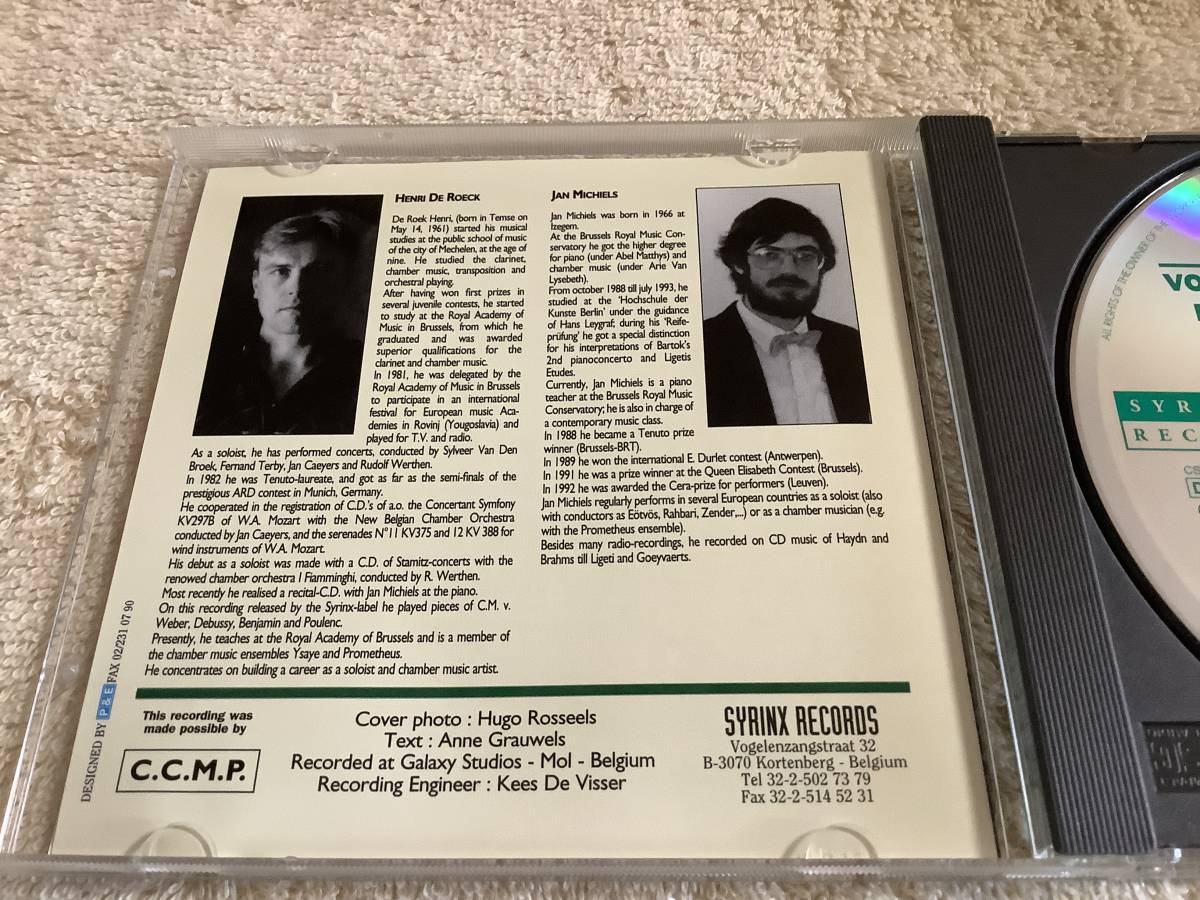 HENRI DE ROECK
De Roek Henri, (born in Temse on
May 14, 1961) started his musical
studies at the public school of music
of the city of Mechelen, at the age of
nine. He studied the clarinet,
chamber music, transposition and
orchestral playing.
After having won first prizes in
several juvenile contests, he started
to study at the Royal Academy of
Music in Brussels, from which he
graduated and was awarded
superior qualifications for the
clarinet and chamber music.
In 1981, he was delegated by the
Royal Academy of Music in Brussels
to participate in an international
festival for European music Aca-
demies in Rovinj (Yougoslavia) and
played for T.V. and radio.
As a soloist, he has performed concerts, conducted by Sylveer Van Den
Broek, Fernand Terby, Jan Caeyers and Rudolf Werthen.
In 1982 he was Tenuto-laureate, and got as far as the semi-finals of the
prestigious ARD contest in Munich, Germany.
He cooperated in the registration of C.D.'s of a.o. the Concertant Symfony
KV297B of W.A. Mozart with the New Belgian Chamber Orchestra
conducted by Jan Caeyers, and the serenades N°11 KV375 and 12 KV 388 for
wind instruments of W.A. Mozart.
His debut as a soloist was made with a C.D. of Stamitz-concerts with the
renowed chamber orchestra I Fiamminghi, conducted by R. Werthen.
Most recently he realised a recital-C.D. with Jan Michiels at the piano.
On this recording released by the Syrinx-label he played pieces of C.M. v.
Weber, Debussy, Benjamin and Poulenc.
Presently, he teaches at the Royal Academy of Brussels and is a member of
the chamber music ensembles Ysaye and Prometheus.
He concentrates on building a career as a soloist and chamber music artist.
JAN MICHIELS
Jan Michiels was born in 1966 at
Izegem.
At the Brussels Royal Music Con-
servatory he got the higher degree
for piano (under Abel Matthys) and
chamber music (under Arie Van
Lysebeth).
From october 1988 till july 1993, he
studied at the 'Hochschule der
Kunste Berlin' under the guidance
of Hans Leygraf; during his 'Reife-
prüfung' he got a special distinction
for his interpretations of Bartok's
2nd pianoconcerto and Ligetis
Etudes.
Currently, Jan Michiels is a piano
teacher at the Brussels Royal Music
Conservatory; he is also in charge of
a contemporary music class.
In 1988 he became a Tenuto prize
winner (Brussels-BRT).
In 1989 he won the international E. Durlet contest (Antwerpen).
In 1991 he was a prize winner at the Queen Elisabeth Contest (Brussels).
In 1992 he was awarded the Cera-prize for performers (Leuven).
Jan Michiels regularly performs in several European countries as a soloist (also
with conductors as Eötvös, Rahbari, Zender,...) or as a chamber musician (e.g.
with the Prometheus ensemble).
Besides many radio-recordings, he recorded on CD music of Haydn and
Brahms till Ligeti and Goeyvaerts.
DESIGNED BY P & E FAX 02/231 07 90
This recording was
made possible by
C.C.M.P.
Cover photo : Hugo Rosseels
Text : Anne Grauwels
Recorded at Galaxy Studios - Mol - Belgium
Recording Engineer : Kees De Visser
SYRINX RECORDS
Vogelenzangstraat 32
B-3070 Kortenberg - Belgium
Tel 32-2-502 73 79
Fax 32-2-514 52 31
ALL RIGHTS OF THE OWNER OF THE
VO
SYR
REC
CS